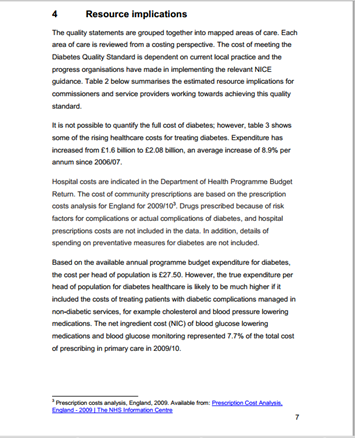 4 Resource implications
The quality statements are grouped together into mapped areas of care. Each
area of care is reviewed from a costing perspective. The cost of meeting the
Diabetes Quality Standard is dependent on current local practice and the
progress organisations have made in implementing the relevant NICE
guidance. Table 2 below summarises the estimated resource implications for
commissioners and service providers working towards achieving this quality
standard.
It is not possible to quantify the full cost of diabetes; however, table 3 shows
some of the rising healthcare costs for treating diabetes. Expenditure has
increased from £1.6 billion to £2.08 billion, an average increase of 8.9% per
annum since 2006/07.
Hospital costs are indicated in the Department of Health Programme Budget
Return. The cost of community prescriptions are based on the prescription
costs analysis for England for 2009/10³. Drugs prescribed because of risk
factors for complications or actual complications of diabetes, and hospital
prescriptions costs are not included in the data. In addition, details of
spending on preventative measures for diabetes are not included.
Based on the available annual programme budget expenditure for diabetes,
the cost per head of population is £27.50. However, the true expenditure per
head of population for diabetes healthcare is likely to be much higher if it
included the costs of treating patients with diabetic complications managed in
non-diabetic services, for example cholesterol and blood pressure lowering
medications. The net ingredient cost (NIC) of blood glucose lowering
medications and blood glucose monitoring represented 7.7% of the total cost
of prescribing in primary care in 2009/10.
³ Prescription costs analysis, England, 2009. Available from: Prescription Cost Analysis,
England - 2009 | The NHS Information Centre
7